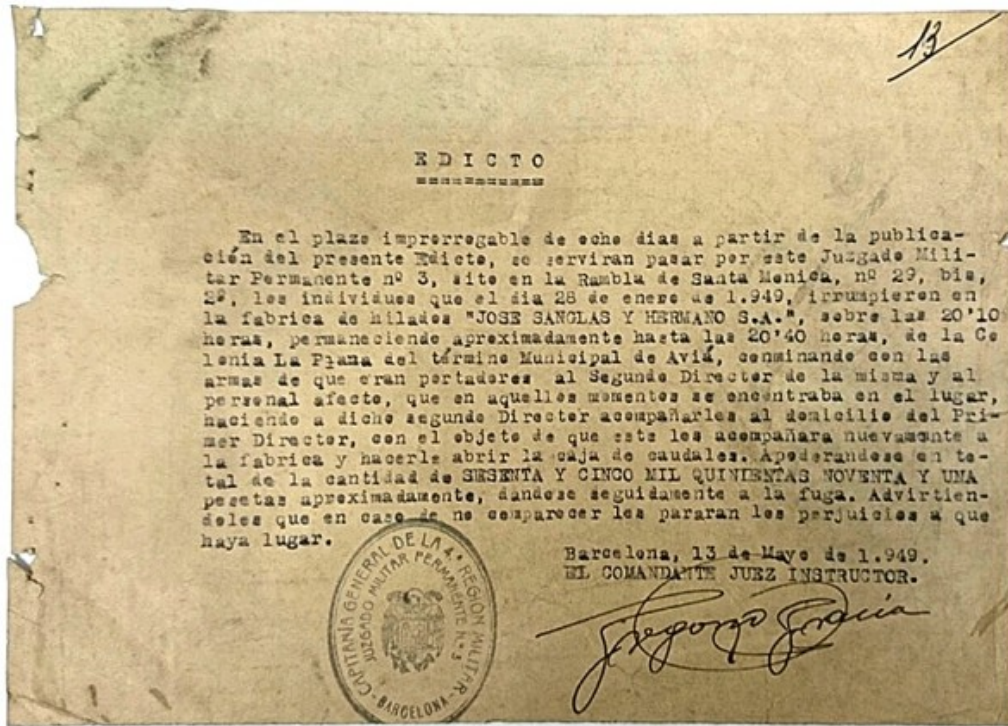 13
EDICTO
En el plazo improrrogable de ocho dias a partir de la publica-
ción del presente Edicto, se serviran pasar por este Juzgado Mili-
tar Permanente nº 3, sito en la Rambla de Santa Monica, nº 29, bis,
2º, los individuos que el dia 28 de enero de 1.949, irrumpieron en
la fabrica de hilados "JOSE SANGLAS Y HERMANO S.A.", sobre las 20'10
horas, permaneciendo aproximadamente hasta las 20'40 horas, de la Co
lonia La Plana del término Municipal de Aviá, conminando con las
armas de que eran portadores al Segundo Director de la misma y al
personal afecto, que en aquellos momentos se encontraba en el lugar,
haciendo a dicho segundo Director acompañarles al domicilio del Pri-
mer Director, con el objeto de que este les acompañara nuevamente a
la fabrica y hacerle abrir la caja de caudales. Apoderandose en to-
tal de la cantidad de SESENTA Y CINCO MIL QUINIENTAS NOVENTA Y UMA
pesetas aproximadamente, dandose seguidamente a la fuga. Advirtien-
doles que en caso de no comparecer les pararan los perjuicios a que
haya lugar.
Barcelona, 13 de Mayo de 1.949.
EL COMANDANTE JUEZ INSTRUCTOR.
Gregorio Gracia
CAPITANÍA GENERAL DE LA 4.ª REGIÓN MILITAR
JUZGADO MILITAR PERMANENTE N.º 3
-BARCELONA-